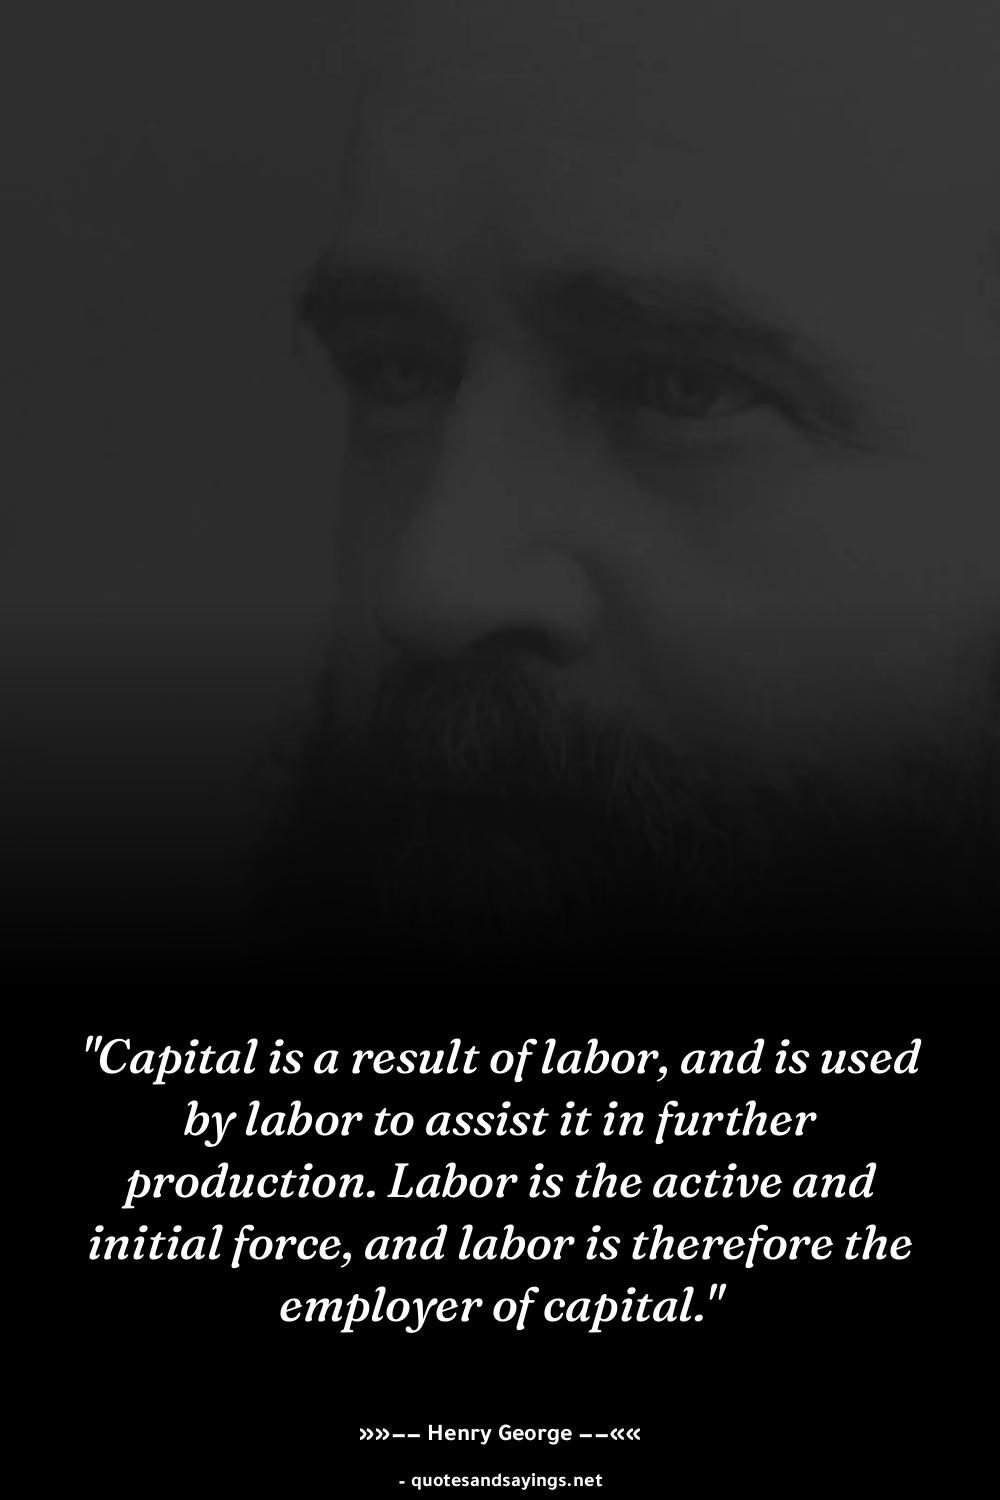 "Capital is a result of labor, and is used
by labor to assist it in further
production. Labor is the active and
initial force, and labor is therefore the
employer of capital."
»»–– Henry George ––««
- quotesandsayings.net